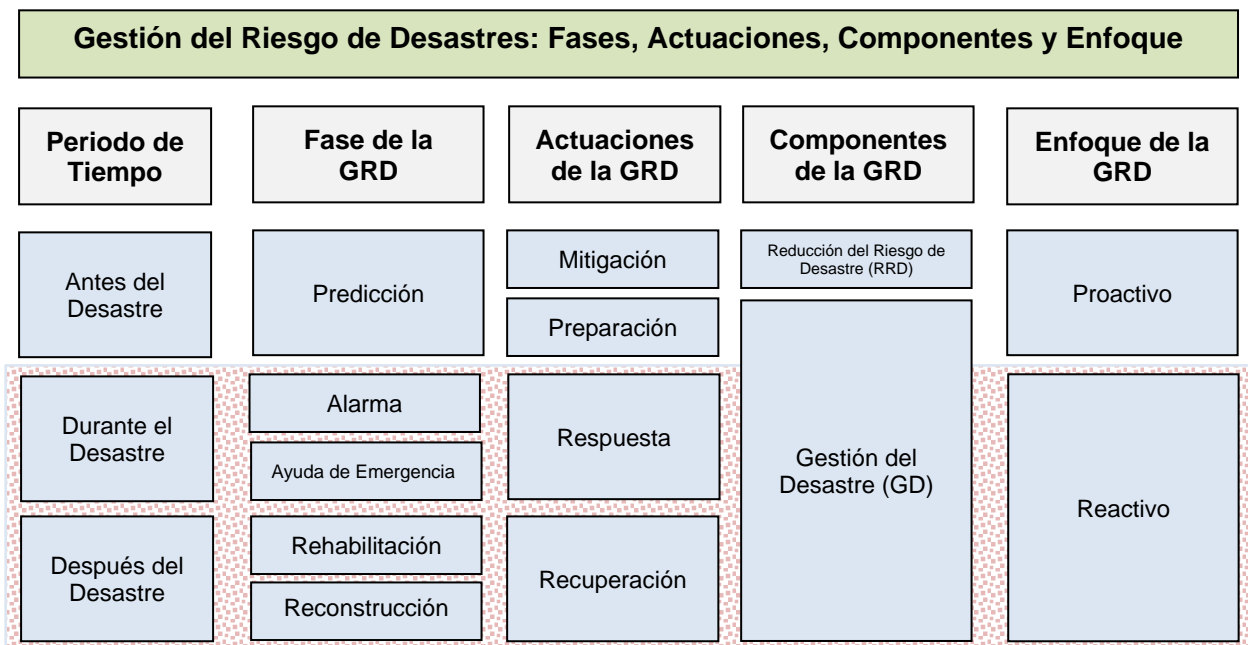 Gestión del Riesgo de Desastres: Fases, Actuaciones, Componentes y Enfoque
Periodo de
Tiempo
Fase de la
GRD
Actuaciones
de la GRD
Componentes
de la GRD
Enfoque de la
GRD
Antes del
Desastre
Predicción
Mitigación
Preparación
Reducción del Riesgo de
Desastre (RRD)
Proactivo
Durante el
Desastre
Alarma
Ayuda de Emergencia
Respuesta
Gestión del
Desastre (GD)
Reactivo
Después del
Desastre
Rehabilitación
Reconstrucción
Recuperación